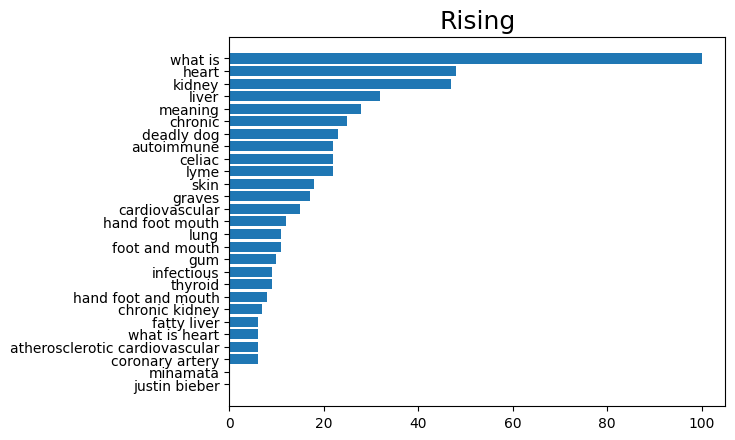 Rising
what is
heart
kidney
liver
meaning
chronic
deadly dog
autoimmune
celiac
lyme
skin
graves
cardiovascular
hand foot mouth
lung
foot and mouth
gum
infectious
thyroid
hand foot and mouth
chronic kidney
fatty liver
what is heart
atherosclerotic cardiovascular
coronary artery
minamata
justin bieber
0 20 40 60 80 100